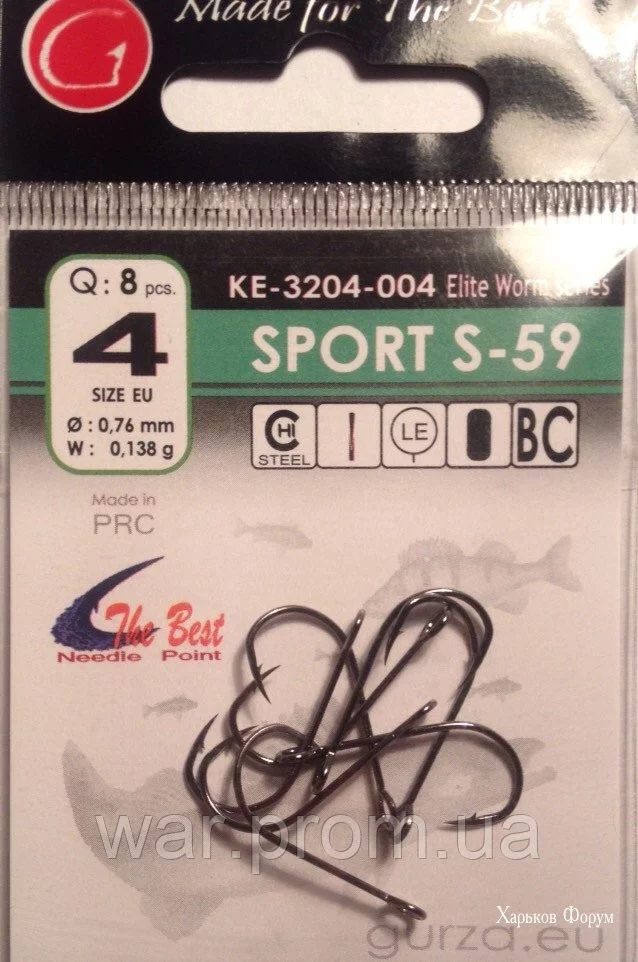 Made for The Best
Q: 8 pcs.
4
SIZE EU
Ø: 0,76 mm
W: 0,138 g
KE-3204-004 Elite Worm series
SPORT S-59
CHI
STEEL
LE
BC
Made in
PRC
The Best
Needle Point
war.prom.ua
Харьков Форум
gurza.eu